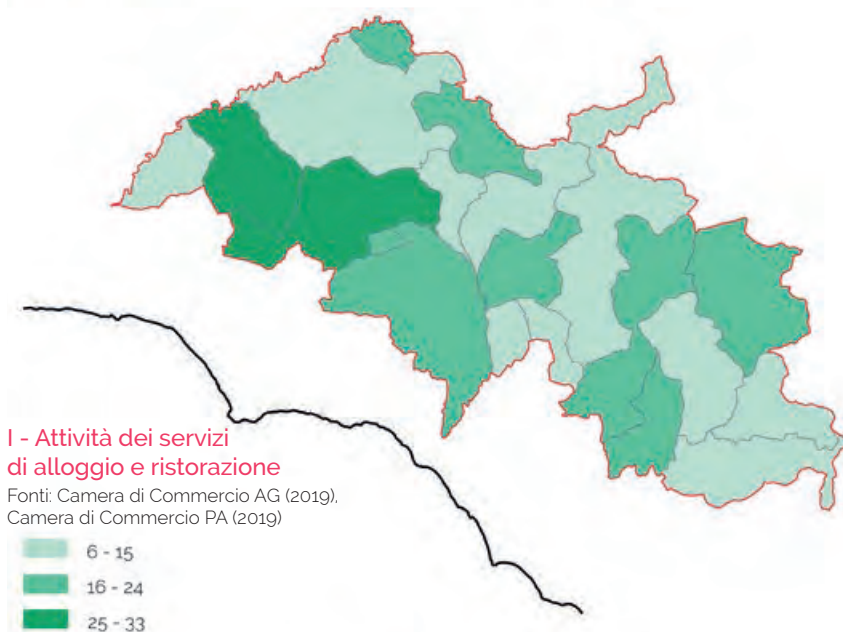 I - Attività dei servizi
di alloggio e ristorazione
Fonti: Camera di Commercio AG (2019),
Camera di Commercio PA (2019)
6 - 15
16 - 24
25 - 33